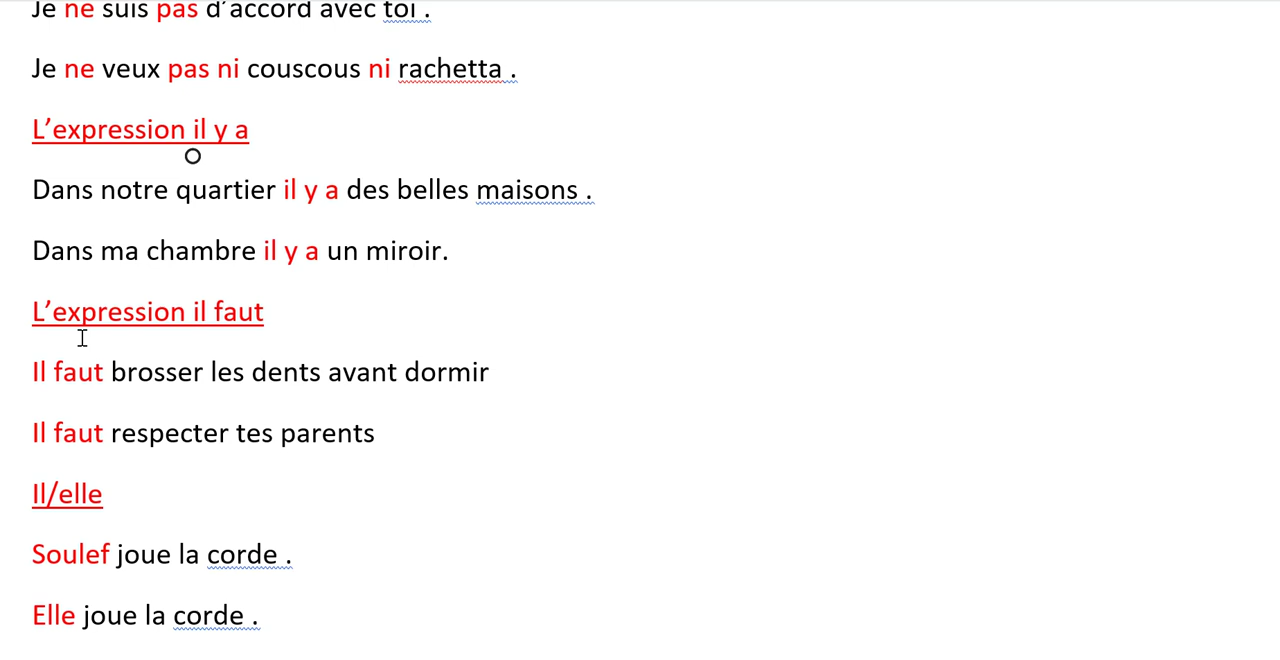 Je ne suis pas d'accord avec toi .
Je ne veux pas ni couscous ni rachetta .
L’expression il y a
Dans notre quartier il y a des belles maisons .
Dans ma chambre il y a un miroir.
L’expression il faut
Il faut brosser les dents avant dormir
Il faut respecter tes parents
Il/elle
Soulef joue la corde .
Elle joue la corde .